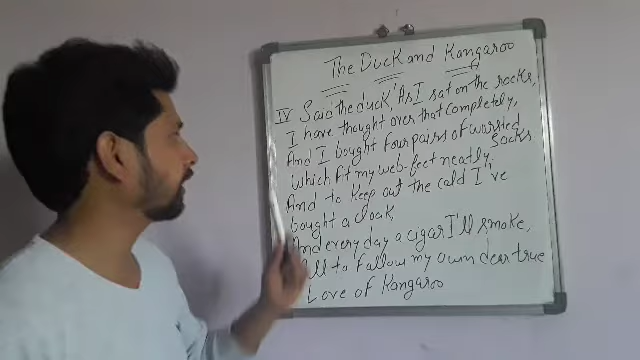 The Duck and Kangaroo
IV Said the duck, 'As I sat on the rocks,
I have thought over that completely,
And I bought four pairs of worsted
socks
Which fit my web-feet neatly,
And to keep out the cold I've
bought a cloak,
And every day a cigar I'll smoke,
All to follow my own dear true
Love of Kangaroo